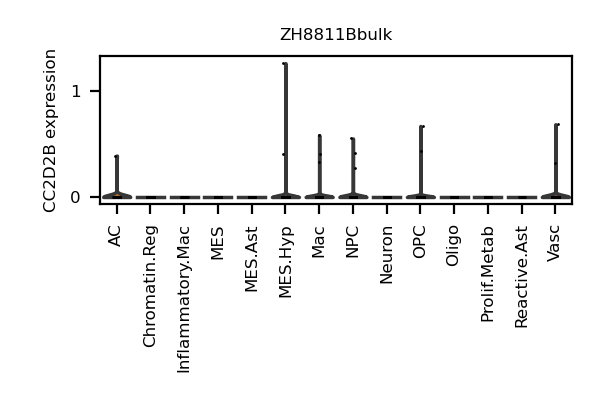 ZH8811Bbulk
CC2D2B expression
1
0
AC
Chromatin.Reg
Inflammatory.Mac
MES
MES.Ast
MES.Hyp
Mac
NPC
Neuron
OPC
Oligo
Prolif.Metab
Reactive.Ast
Vasc